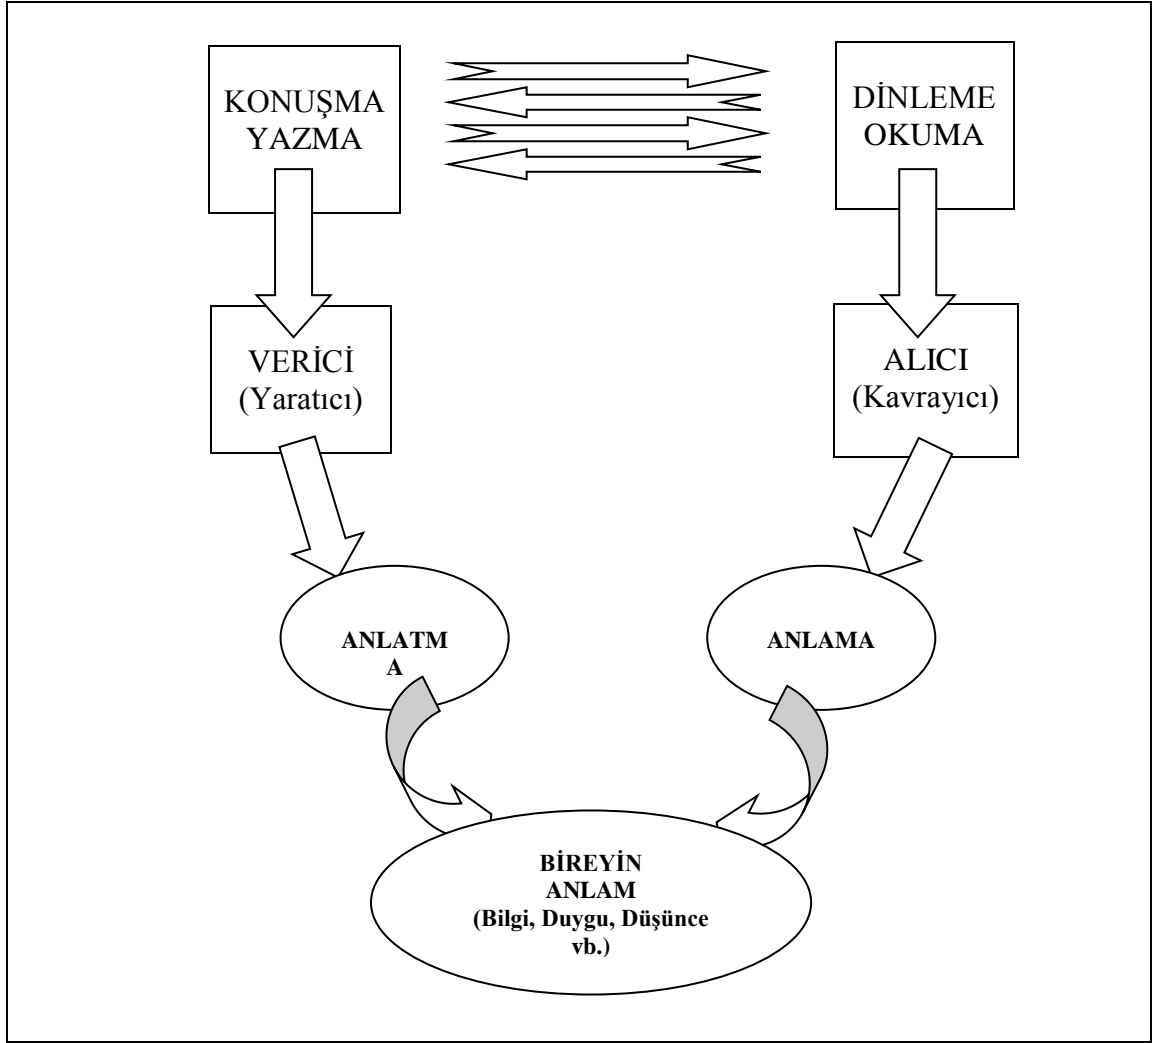 KONUŞMA
YAZMA
DİNLEME
OKUMA
VERİCİ
(Yaratıcı)
ALICI
(Kavrayıcı)
ANLATM
A
ANLAMA
BİREYİN
ANLAM
(Bilgi, Duygu, Düşünce
vb.)